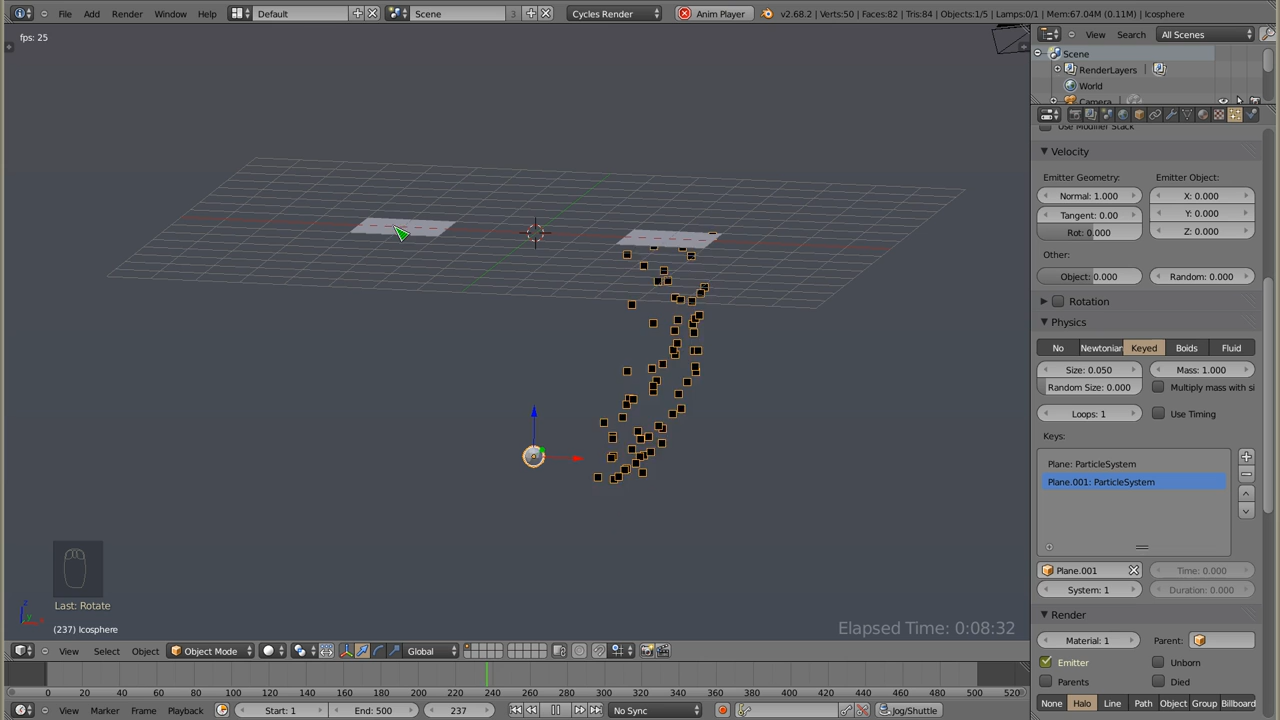 File Add Render Window Help Default Scene 3 Cycles Render Anim Player v2.68.2 | Verts:50 | Faces:82 | Tris:84 | Objects:1/5 | Lamps:0/1 | Mem:67.04M (0.11M) | Icosphere
fps: 25
View Search All Scenes
Scene
RenderLayers
World
Camera
Use Modifier Stack
Velocity
Emitter Geometry: Emitter Object:
Normal: 1.000 X: 0.000
Tangent: 0.00 Y: 0.000
Rot: 0.000 Z: 0.000
Other:
Object: 0.000 Random: 0.000
Rotation
Physics
No Newtonian Keyed Boids Fluid
Size: 0.050 Mass: 1.000
Random Size: 0.000 Multiply mass with si
Loops: 1 Use Timing
Keys:
Plane: ParticleSystem
Plane.001: ParticleSystem
Plane.001 Time: 0.000
System: 1 Duration: 0.000
Render
Material: 1 Parent:
Emitter Unborn
Parents Died
None Halo Line Path Object Group Billboard
Last: Rotate
(237) Icosphere
Elapsed Time: 0:08:32
View Select Object Object Mode Global
0 20 40 60 80 100 120 140 160 180 200 220 240 260 280 300 320 340 360 380 400 420 440 460 480 500 520
View Marker Frame Playback Start: 1 End: 500 237 No Sync Jog/Shuttle